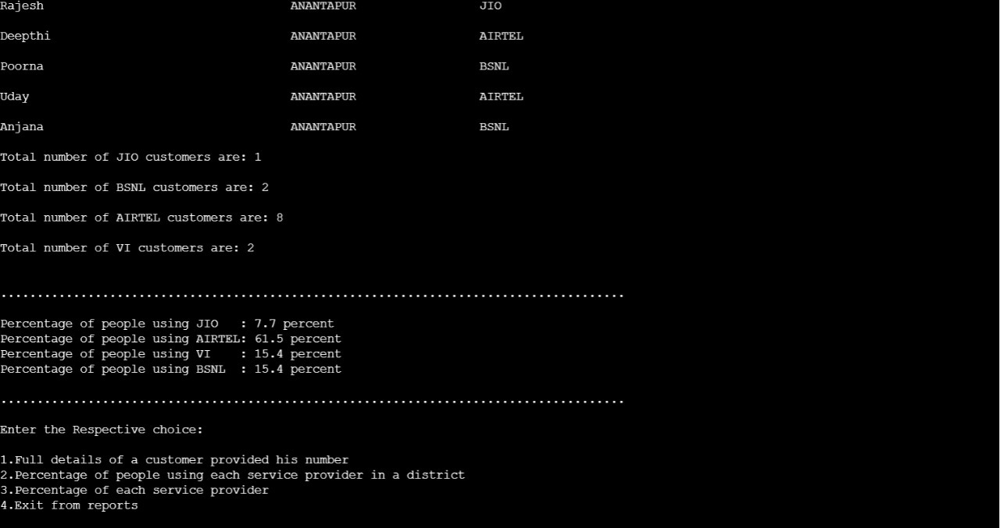 Rajesh ANANTAPUR JIO
Deepthi ANANTAPUR AIRTEL
Poorna ANANTAPUR BSNL
Uday ANANTAPUR AIRTEL
Anjana ANANTAPUR BSNL
Total number of JIO customers are: 1
Total number of BSNL customers are: 2
Total number of AIRTEL customers are: 8
Total number of VI customers are: 2
......................................................................................
Percentage of people using JIO   : 7.7 percent
Percentage of people using AIRTEL: 61.5 percent
Percentage of people using VI    : 15.4 percent
Percentage of people using BSNL  : 15.4 percent
......................................................................................
Enter the Respective choice:
1.Full details of a customer provided his number
2.Percentage of people using each service provider in a district
3.Percentage of each service provider
4.Exit from reports